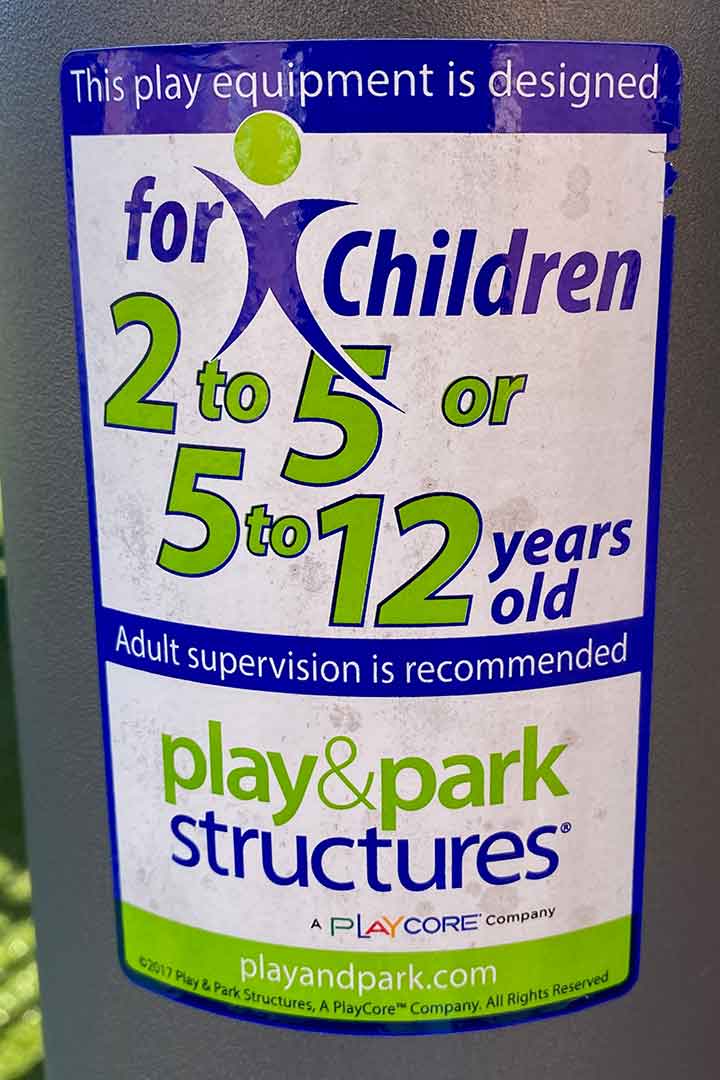 This play equipment is designed
for Children
2 to 5 or
5 to 12 years old
Adult supervision is recommended
play&park
structures®
A PLAYCORE® Company
playandpark.com
©2017 Play & Park Structures, A PlayCore™ Company. All Rights Reserved